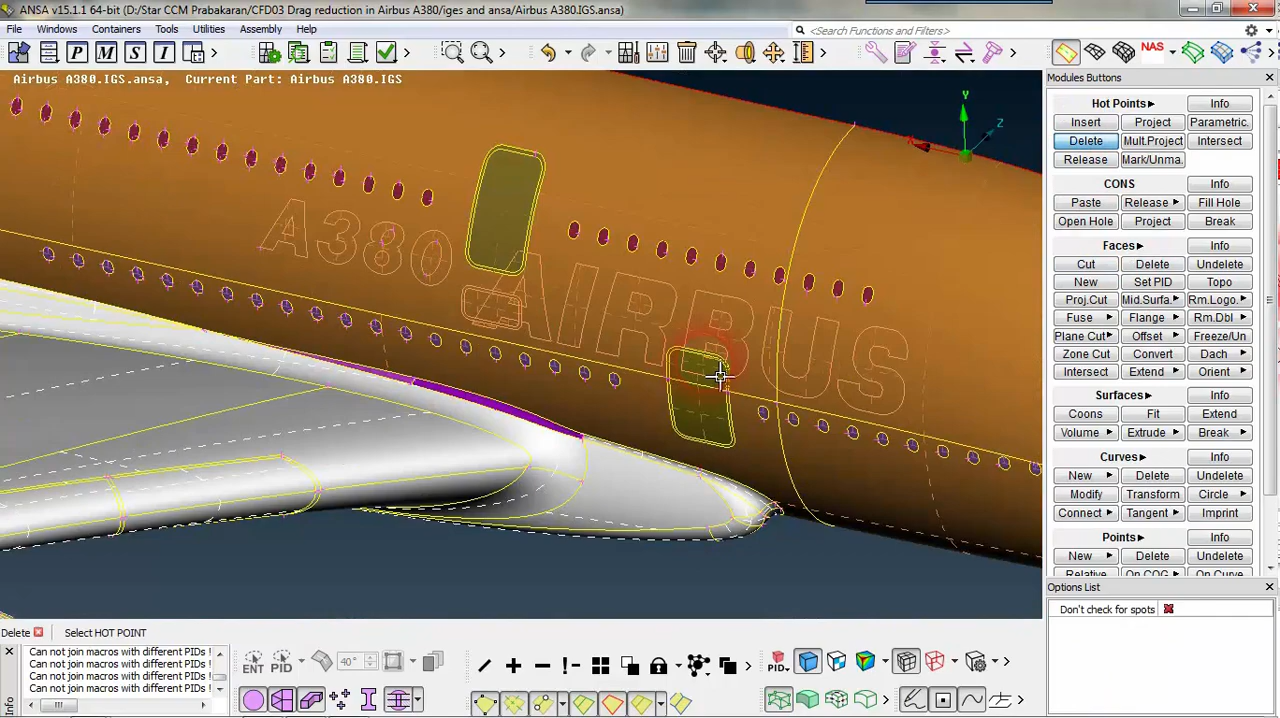 ANSA v15.1.1 64-bit (D:/Star CCM Prabakaran/CFD03 Drag reduction in Airbus A380/iges and ansa/Airbus A380.IGS.ansa)
File Windows Containers Tools Utilities Assembly Help
<Search Functions and Filters>
P M S I
NAS
Airbus A380.IGS.ansa, Current Part: Airbus A380.IGS
Y
Z
A380 AIRBUS
Modules Buttons
Hot Points Info
Insert Project Parametric.
Delete Mult.Project Intersect
Release Mark/Unma.
CONS Info
Paste Release Fill Hole
Open Hole Project Break
Faces Info
Cut Delete Undelete
New Set PID Topo
Proj.Cut Mid.Surfa. Rm.Logo.
Fuse Flange Rm.Dbl
Plane Cut Offset Freeze/Un
Zone Cut Convert Dach
Intersect Extend Orient
Surfaces Info
Coons Fit Extend
Volume Extrude Break
Curves Info
New Delete Undelete
Modify Transform Circle
Connect Tangent Imprint
Points Info
New Delete Undelete
Relative On COG On Curve
Options List
Don't check for spots
Delete Select HOT POINT
Can not join macros with different PIDs !
Can not join macros with different PIDs !
Can not join macros with different PIDs !
Can not join macros with different PIDs !
Info
ENT PID 40°
PID